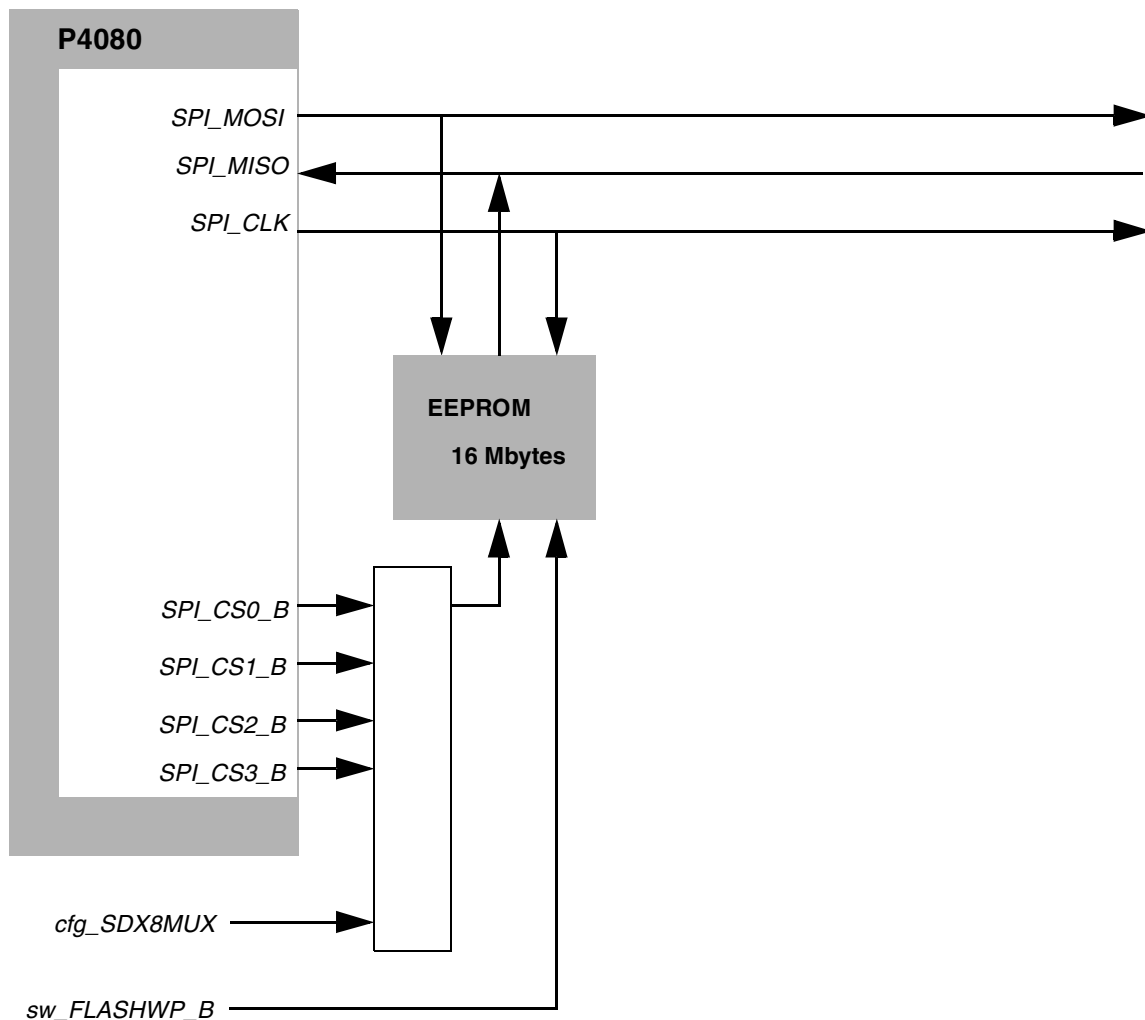 P4080
SPI_MOSI
SPI_MISO
SPI_CLK
EEPROM
16 Mbytes
SPI_CS0_B
SPI_CS1_B
SPI_CS2_B
SPI_CS3_B
cfg_SDX8MUX
sw_FLASHWP_B